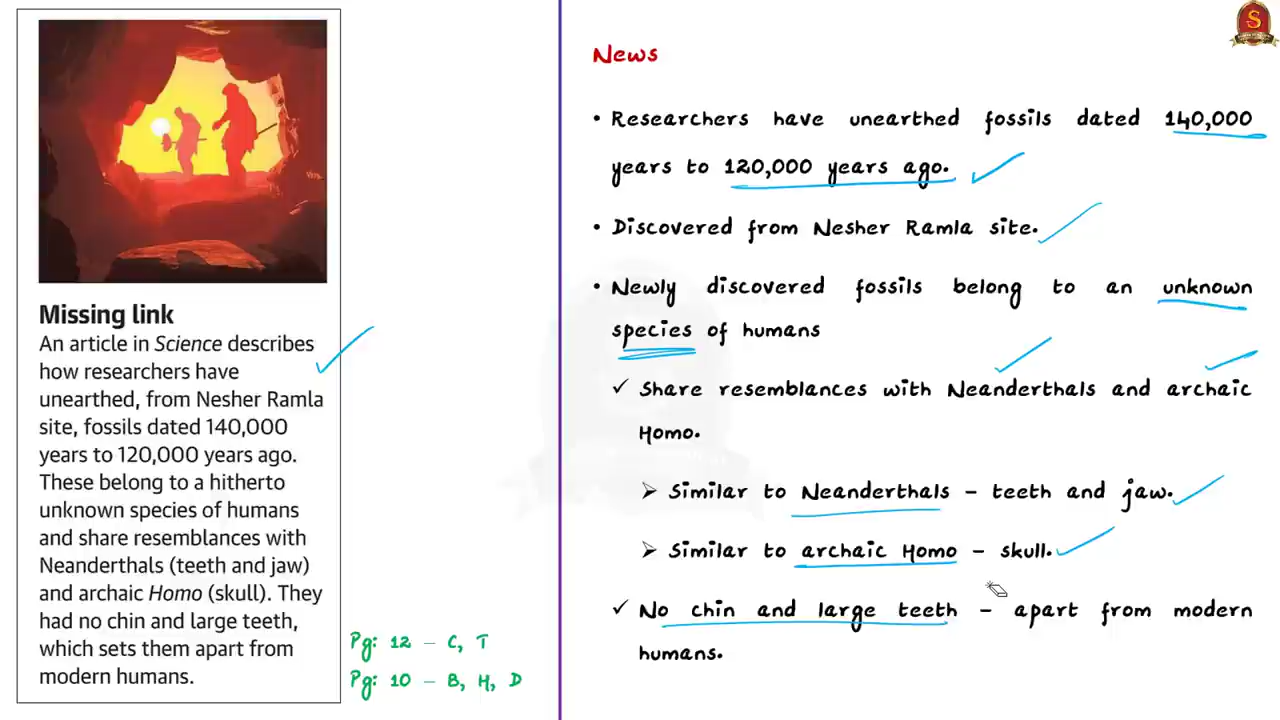 Missing link
An article in Science describes
how researchers have
unearthed, from Nesher Ramla
site, fossils dated 140,000
years to 120,000 years ago.
These belong to a hitherto
unknown species of humans
and share resemblances with
Neanderthals (teeth and jaw)
and archaic Homo (skull). They
had no chin and large teeth,
which sets them apart from
modern humans.
Pg: 12 – C, T
Pg: 10 – B, H, D
News
• Researchers have unearthed fossils dated 140,000
years to 120,000 years ago.
• Discovered from Nesher Ramla site.
• Newly discovered fossils belong to an unknown
species of humans
✓ Share resemblances with Neanderthals and archaic
Homo.
➢ Similar to Neanderthals – teeth and jaw.
➢ Similar to archaic Homo – skull.
✓ No chin and large teeth – apart from modern
humans.